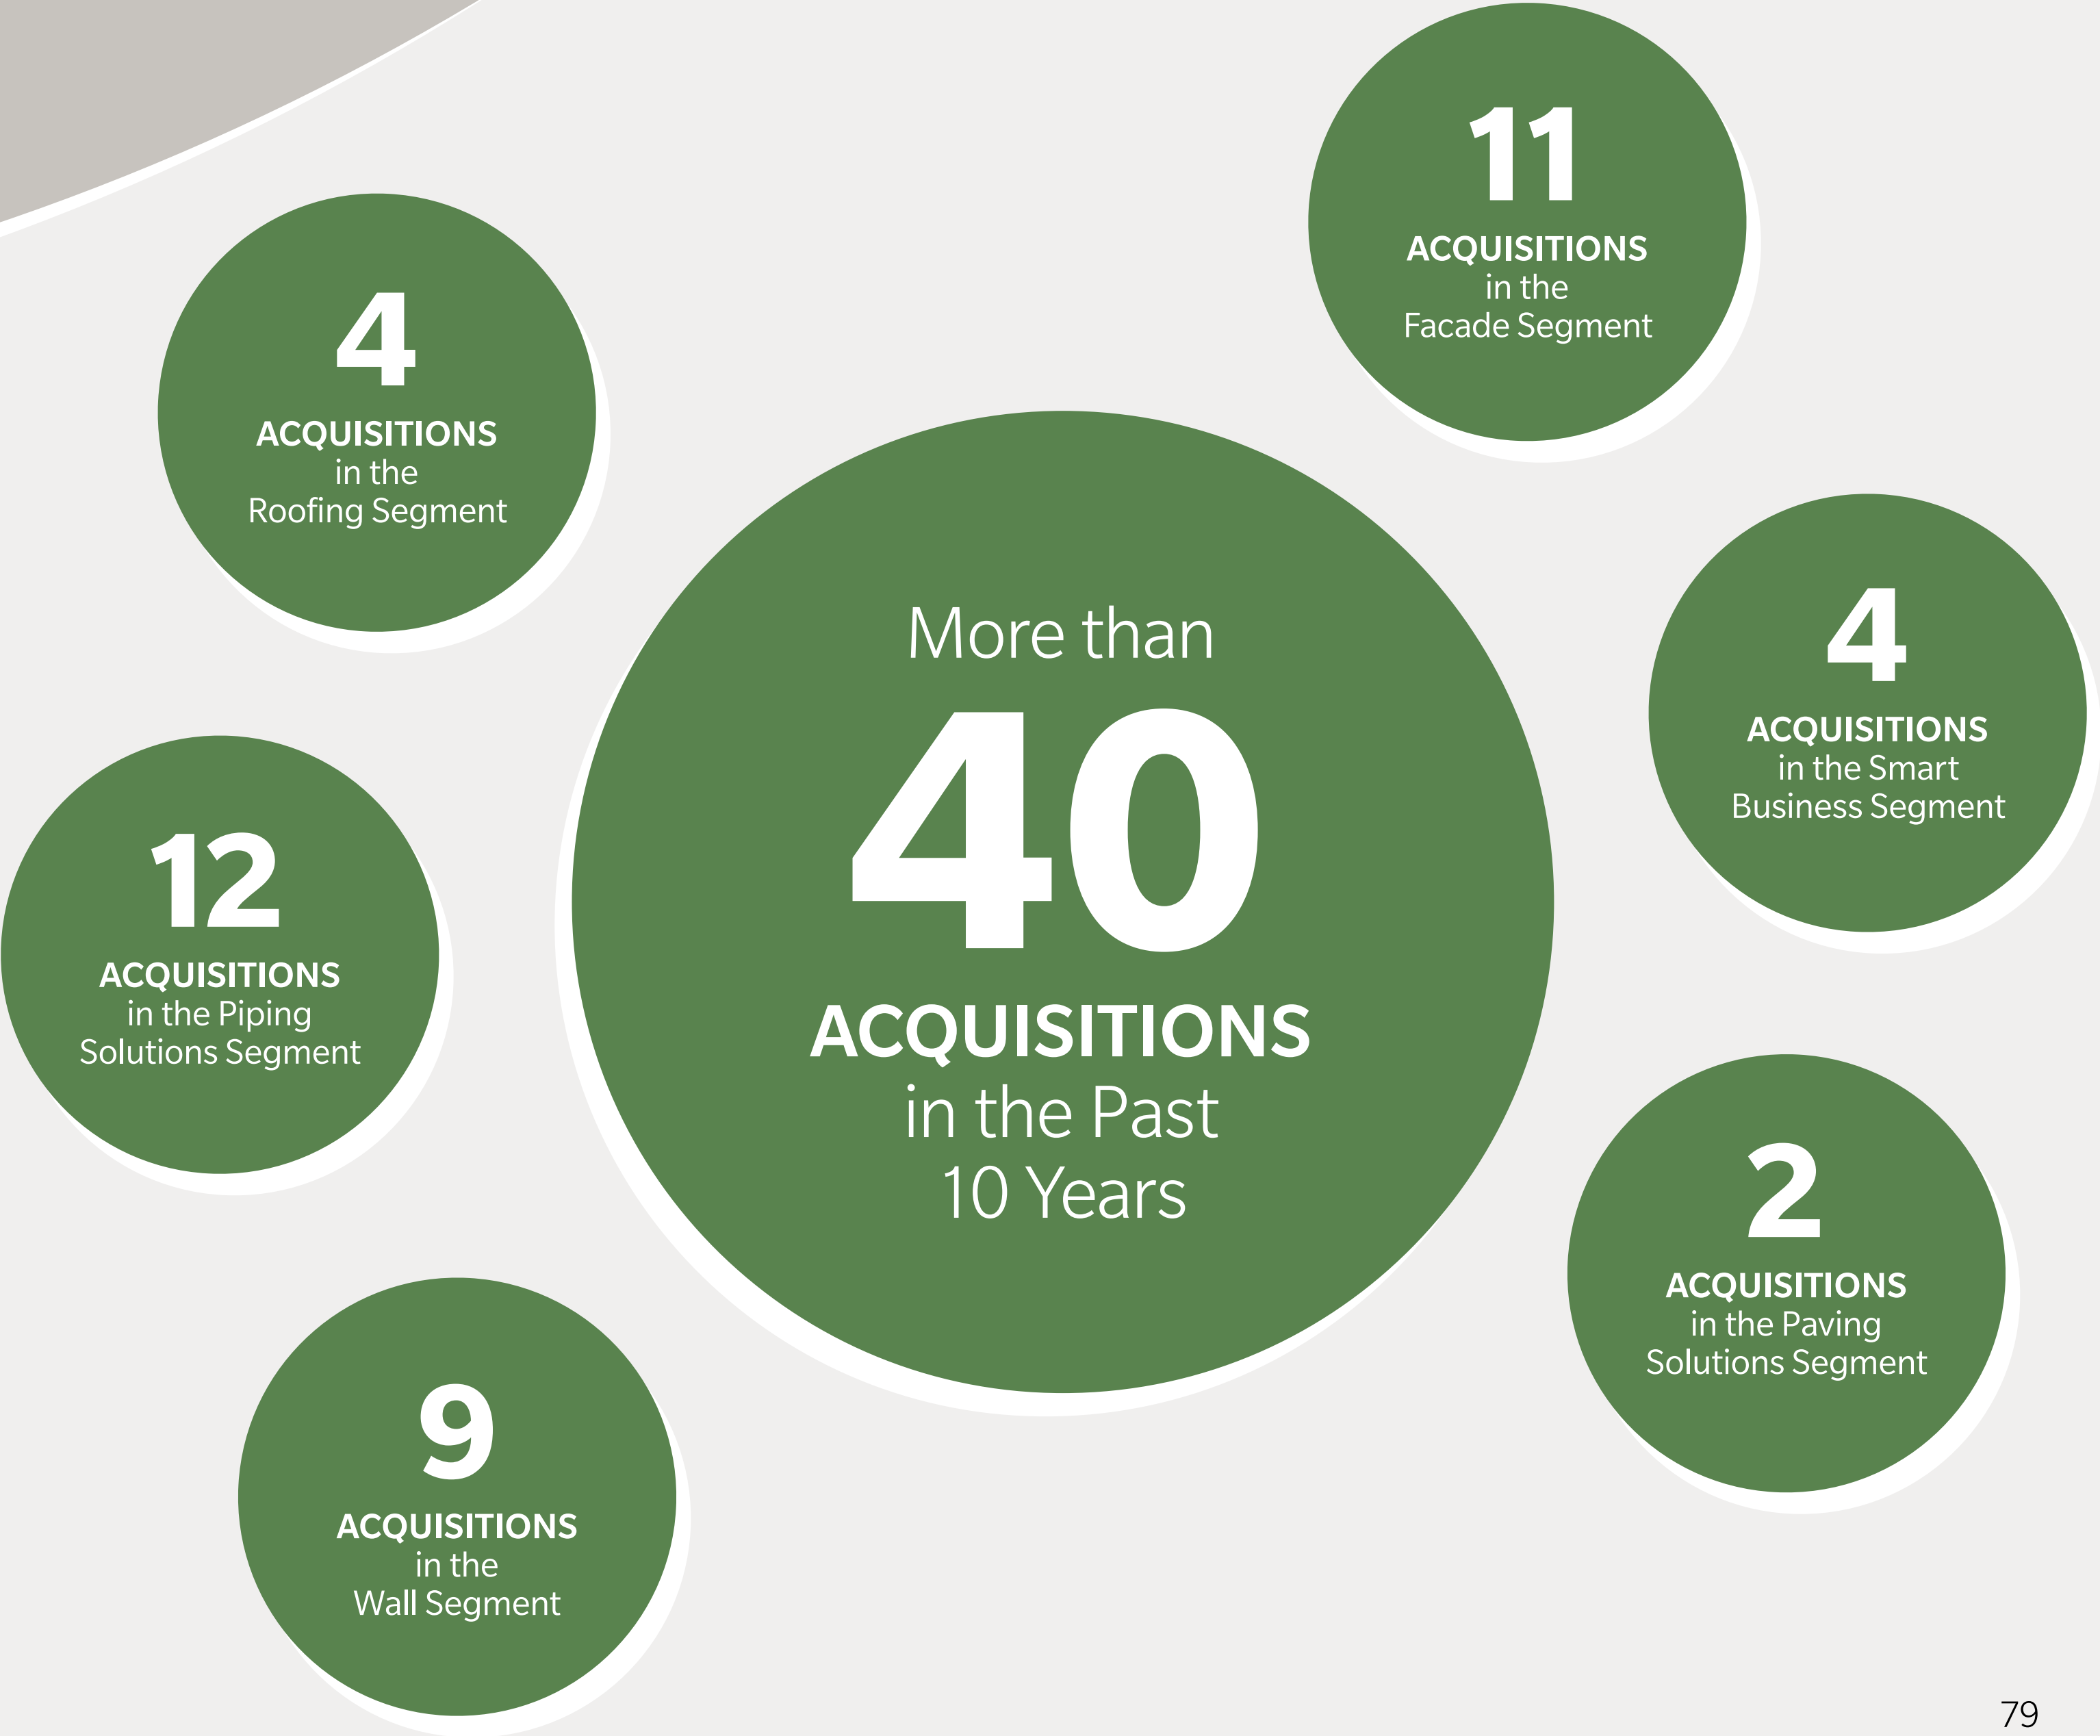 11
ACQUISITIONS
in the
Facade Segment
4
ACQUISITIONS
in the
Roofing Segment
More than
40
ACQUISITIONS
in the Past
10 Years
4
ACQUISITIONS
in the Smart
Business Segment
12
ACQUISITIONS
in the Piping
Solutions Segment
2
ACQUISITIONS
in the Paving
Solutions Segment
9
ACQUISITIONS
in the
Wall Segment
79